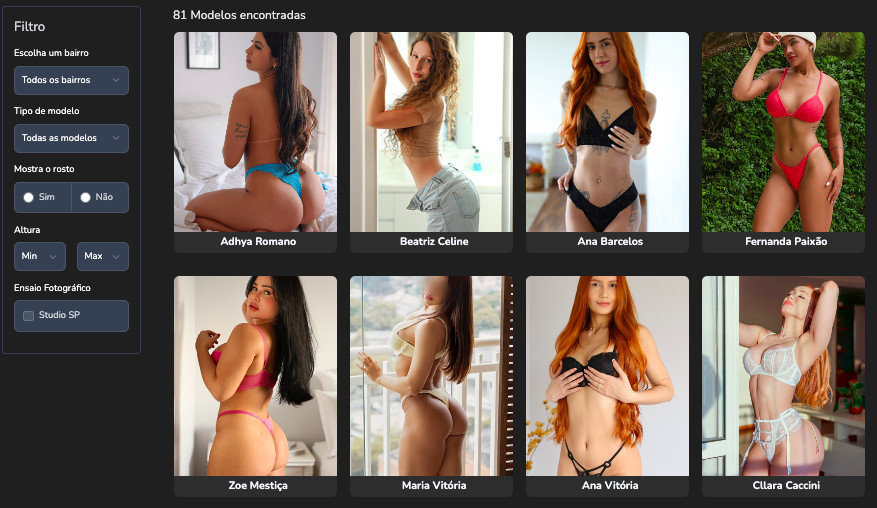 Filtro
Escolha um bairro
Todos os bairros
Tipo de modelo
Todas as modelos
Mostra o rosto
Sim
Não
Altura
Min
Max
Ensaio Fotográfico
Studio SP
81 Modelos encontradas
Adhya Romano
Beatriz Celine
Ana Barcelos
Fernanda Paixão
Zoe Mestiça
Maria Vitória
Ana Vitória
Cllara Caccini